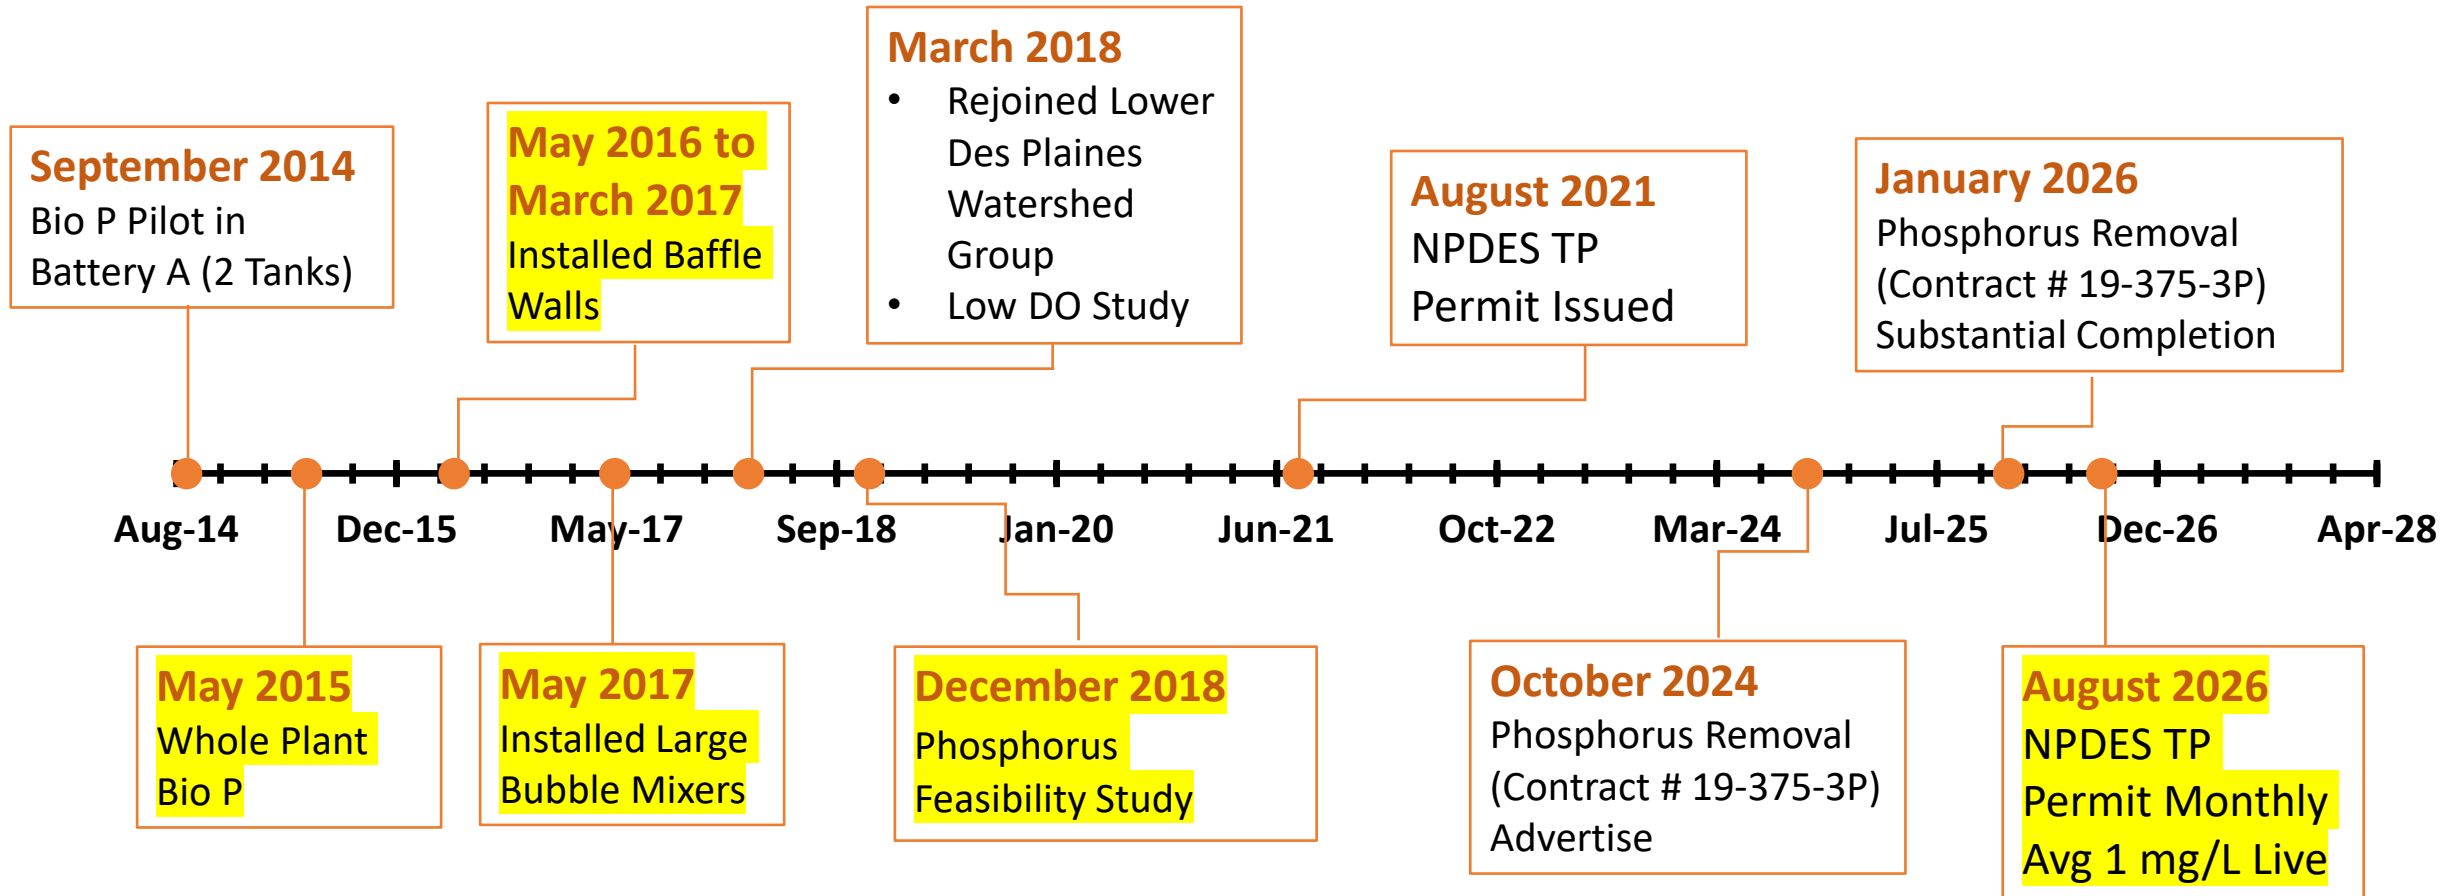 September 2014
Bio P Pilot in
Battery A (2 Tanks)
May 2016 to
March 2017
Installed Baffle
Walls
March 2018
• Rejoined Lower
Des Plaines
Watershed
Group
• Low DO Study
August 2021
NPDES TP
Permit Issued
January 2026
Phosphorus Removal
(Contract # 19-375-3P)
Substantial Completion
Aug-14 Dec-15 May-17 Sep-18 Jan-20 Jun-21 Oct-22 Mar-24 Jul-25 Dec-26 Apr-28
May 2015
Whole Plant
Bio P
May 2017
Installed Large
Bubble Mixers
December 2018
Phosphorus
Feasibility Study
October 2024
Phosphorus Removal
(Contract # 19-375-3P)
Advertise
August 2026
NPDES TP
Permit Monthly
Avg 1 mg/L Live